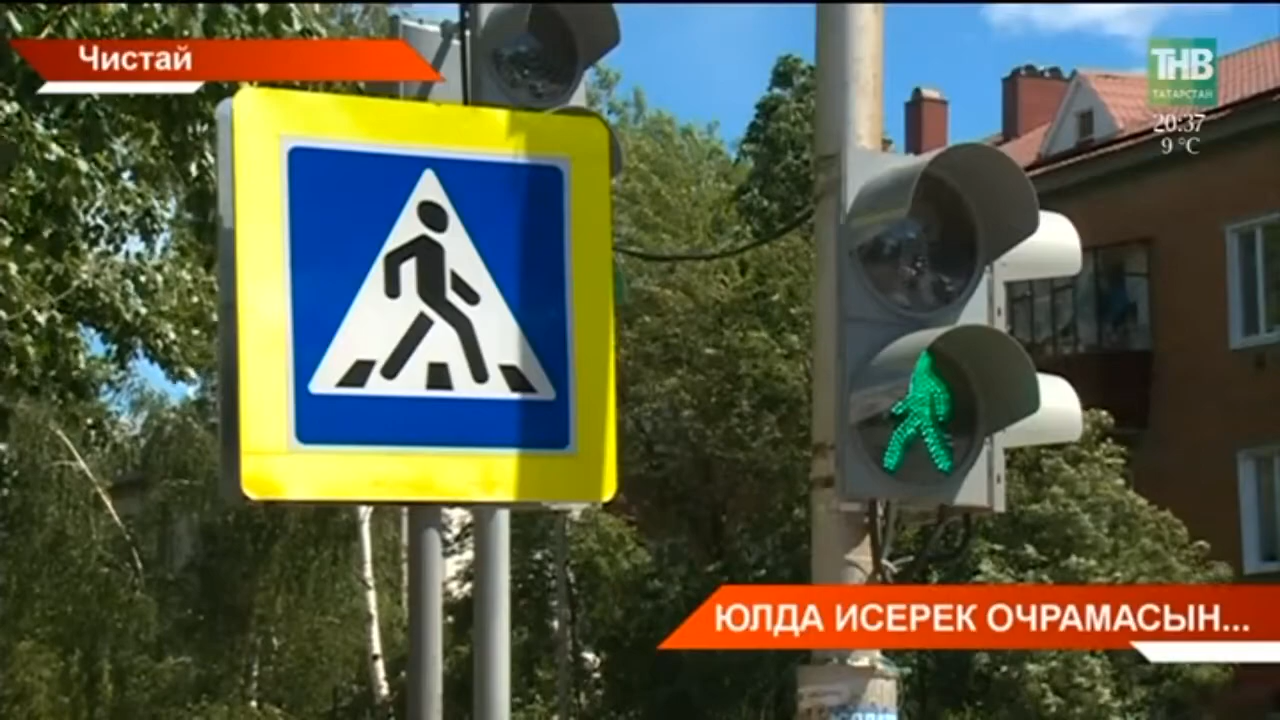 Чистай
ТНВ
ТАТАРСТАН
20:37
9 °C
ЮЛДА ИСЕРЕК ОЧРАМАСЫН...